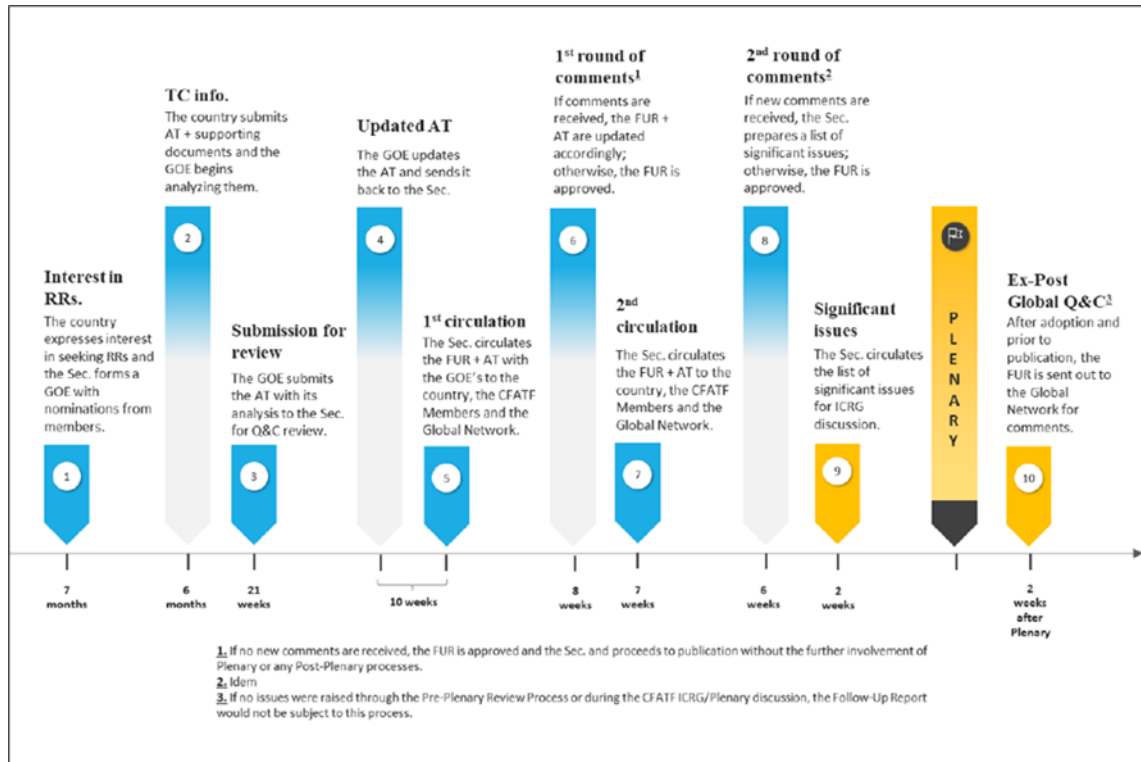 Interest in
RRs.
The country
expresses interest
in seeking RRs and
the Sec. forms a
GOE with
nominations from
members.
1
7
months
TC info.
The country submits
AT + supporting
documents and the
GOE begins
analyzing them.
2
6
months
Submission for
review
The GOE submits
the AT with its
analysis to the Sec.
for Q&C review.
3
21
weeks
Updated AT
The GOE updates
the AT and sends it
back to the Sec.
4
1st circulation
The Sec. circulates
the FUR + AT with
the GOE's to the
country, the CFATF
Members and the
Global Network.
5
10 weeks
1st round of
comments1
If comments are
received, the FUR +
AT are updated
accordingly;
otherwise, the FUR is
approved.
6
8
weeks
2nd
circulation
The Sec. circulates
the FUR + AT to the
country, the CFATF
Members and the
Global Network.
7
7
weeks
2nd round of
comments2
If new comments are
received, the Sec.
prepares a list of
significant issues;
otherwise, the FUR is
approved.
8
6
weeks
Significant
issues
The Sec. circulates
the list of
significant issues
for ICRG
discussion.
9
2
weeks
PLENARY
Ex-Post
Global Q&C3
After adoption and
prior to
publication, the
FUR is sent out to
the Global
Network for
comments.
10
2
weeks
after
Plenary
1. If no new comments are received, the FUR is approved and the Sec. and proceeds to publication without the further involvement of
Plenary or any Post-Plenary processes.
2. Idem
3. If no issues were raised through the Pre-Plenary Review Process or during the CFATF ICRG/Plenary discussion, the Follow-Up Report
would not be subject to this process.